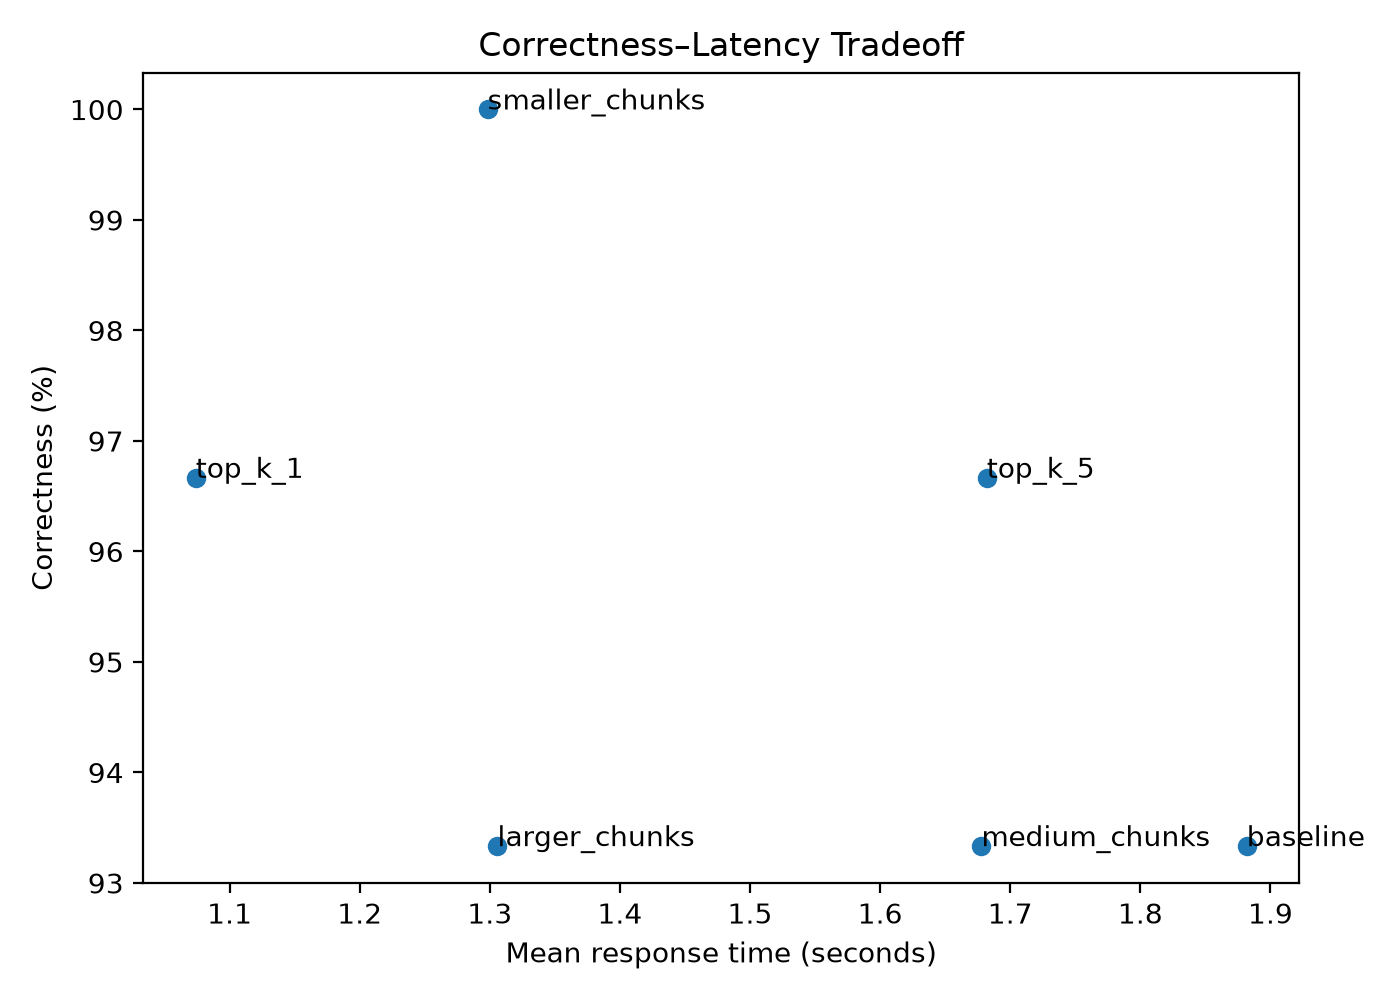 Correctness–Latency Tradeoff
Correctness (%)
100
99
98
97
96
95
94
93
smaller_chunks
top_k_1
top_k_5
larger_chunks
medium_chunks
baseline
1.1
1.2
1.3
1.4
1.5
1.6
1.7
1.8
1.9
Mean response time (seconds)